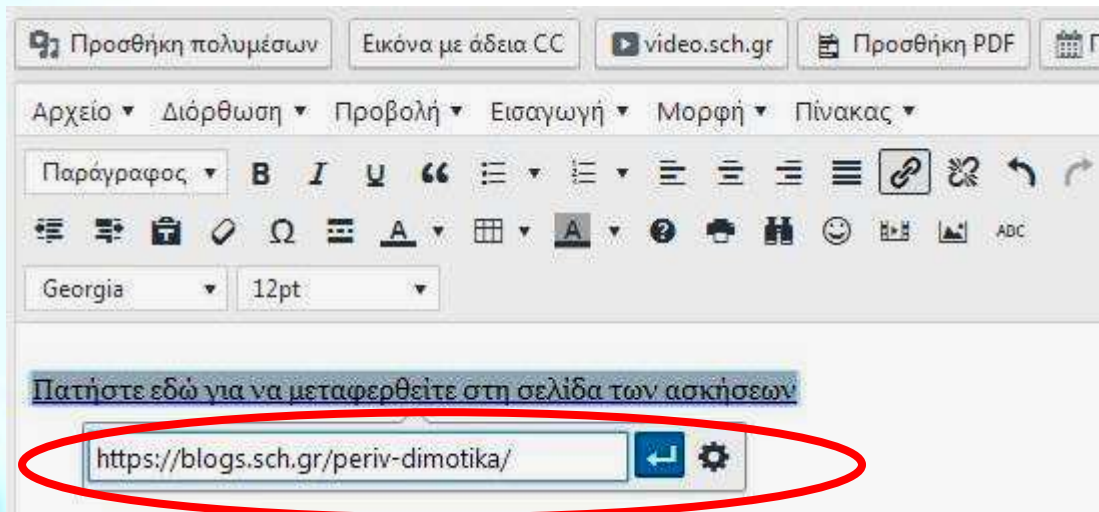 Προσθήκη πολυμέσων Εικόνα με άδεια CC video.sch.gr Προσθήκη PDF
Αρχείο Διόρθωση Προβολή Εισαγωγή Μορφή Πίνακας
Παράγραφος B I U
Ω A A ABC
Georgia 12pt
Πατήστε εδώ για να μεταφερθείτε στη σελίδα των ασκήσεων
https://blogs.sch.gr/periv-dimotika/